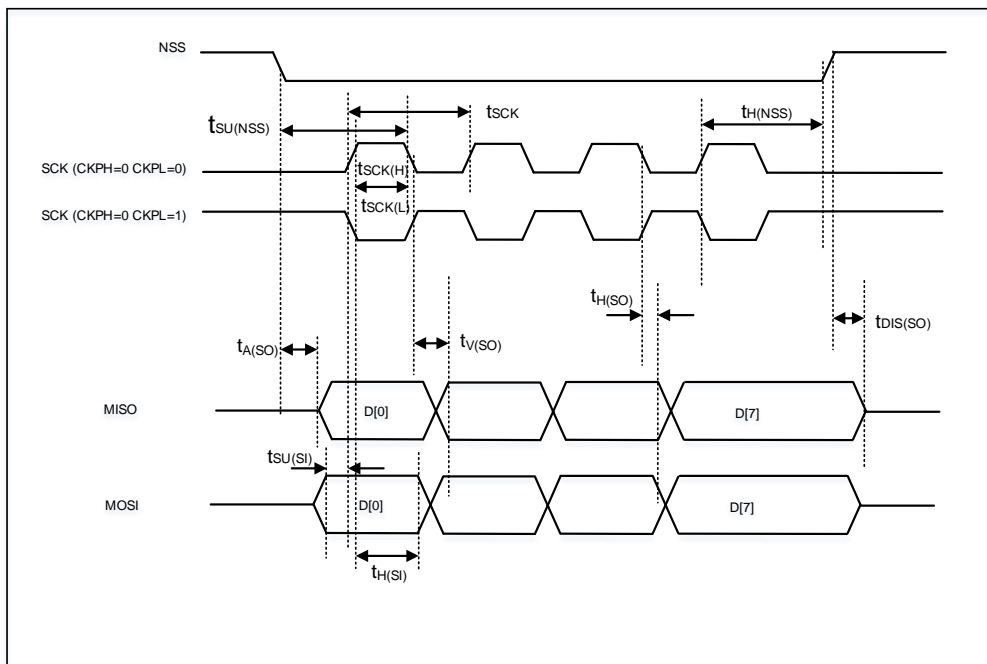 NSS
tSCK
tSU(NSS)
tH(NSS)
SCK (CKPH=0 CKPL=0)
tSCK(H)
tSCK(L)
SCK (CKPH=0 CKPL=1)
tH(SO)
tDIS(SO)
tA(SO)
tV(SO)
MISO
D[0]
D[7]
tSU(SI)
MOSI
D[0]
D[7]
tH(SI)